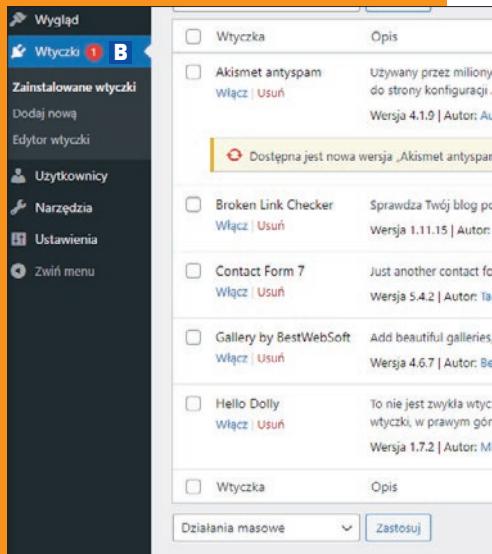 Wygląd
Wtyczki 1 B
Zainstalowane wtyczki
Dodaj nową
Edytor wtyczki
Użytkownicy
Narzędzia
Ustawienia
Zwiń menu
Wtyczka Opis
Akismet antyspam Używany przez miliony
Włącz | Usuń do strony konfiguracji
Wersja 4.1.9 | Autor:
Dostępna jest nowa wersja „Akismet
Broken Link Checker Sprawdza Twój blog
Włącz | Usuń Wersja 1.11.15 | Autor:
Contact Form 7 Just another contact
Włącz | Usuń Wersja 5.4.2 | Autor:
Gallery by BestWebSoft Add beautiful galleries,
Włącz | Usuń Wersja 4.6.7 | Autor:
Hello Dolly To nie jest zwykła
Włącz | Usuń wtyczki, w prawym
Wersja 1.7.2 | Autor:
Wtyczka Opis
Działania masowe Zastosuj